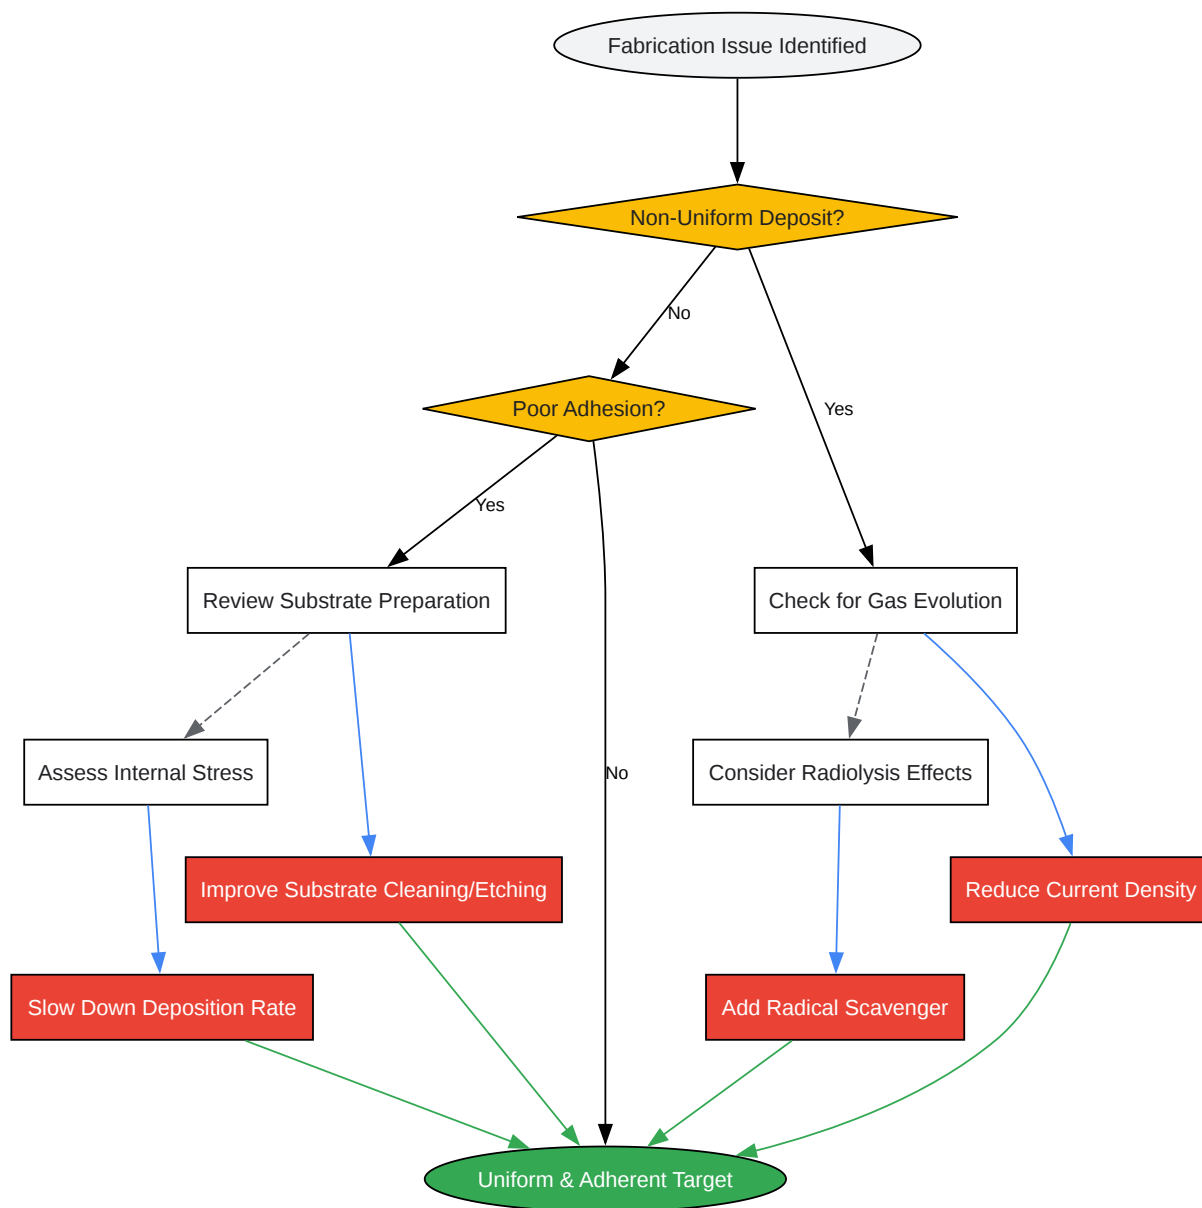 Fabrication Issue Identified
Non-Uniform Deposit?
No
Poor Adhesion?
Yes
Yes
Review Substrate Preparation
Check for Gas Evolution
Assess Internal Stress
No
Consider Radiolysis Effects
Improve Substrate Cleaning/Etching
Reduce Current Density
Slow Down Deposition Rate
Add Radical Scavenger
Uniform & Adherent Target